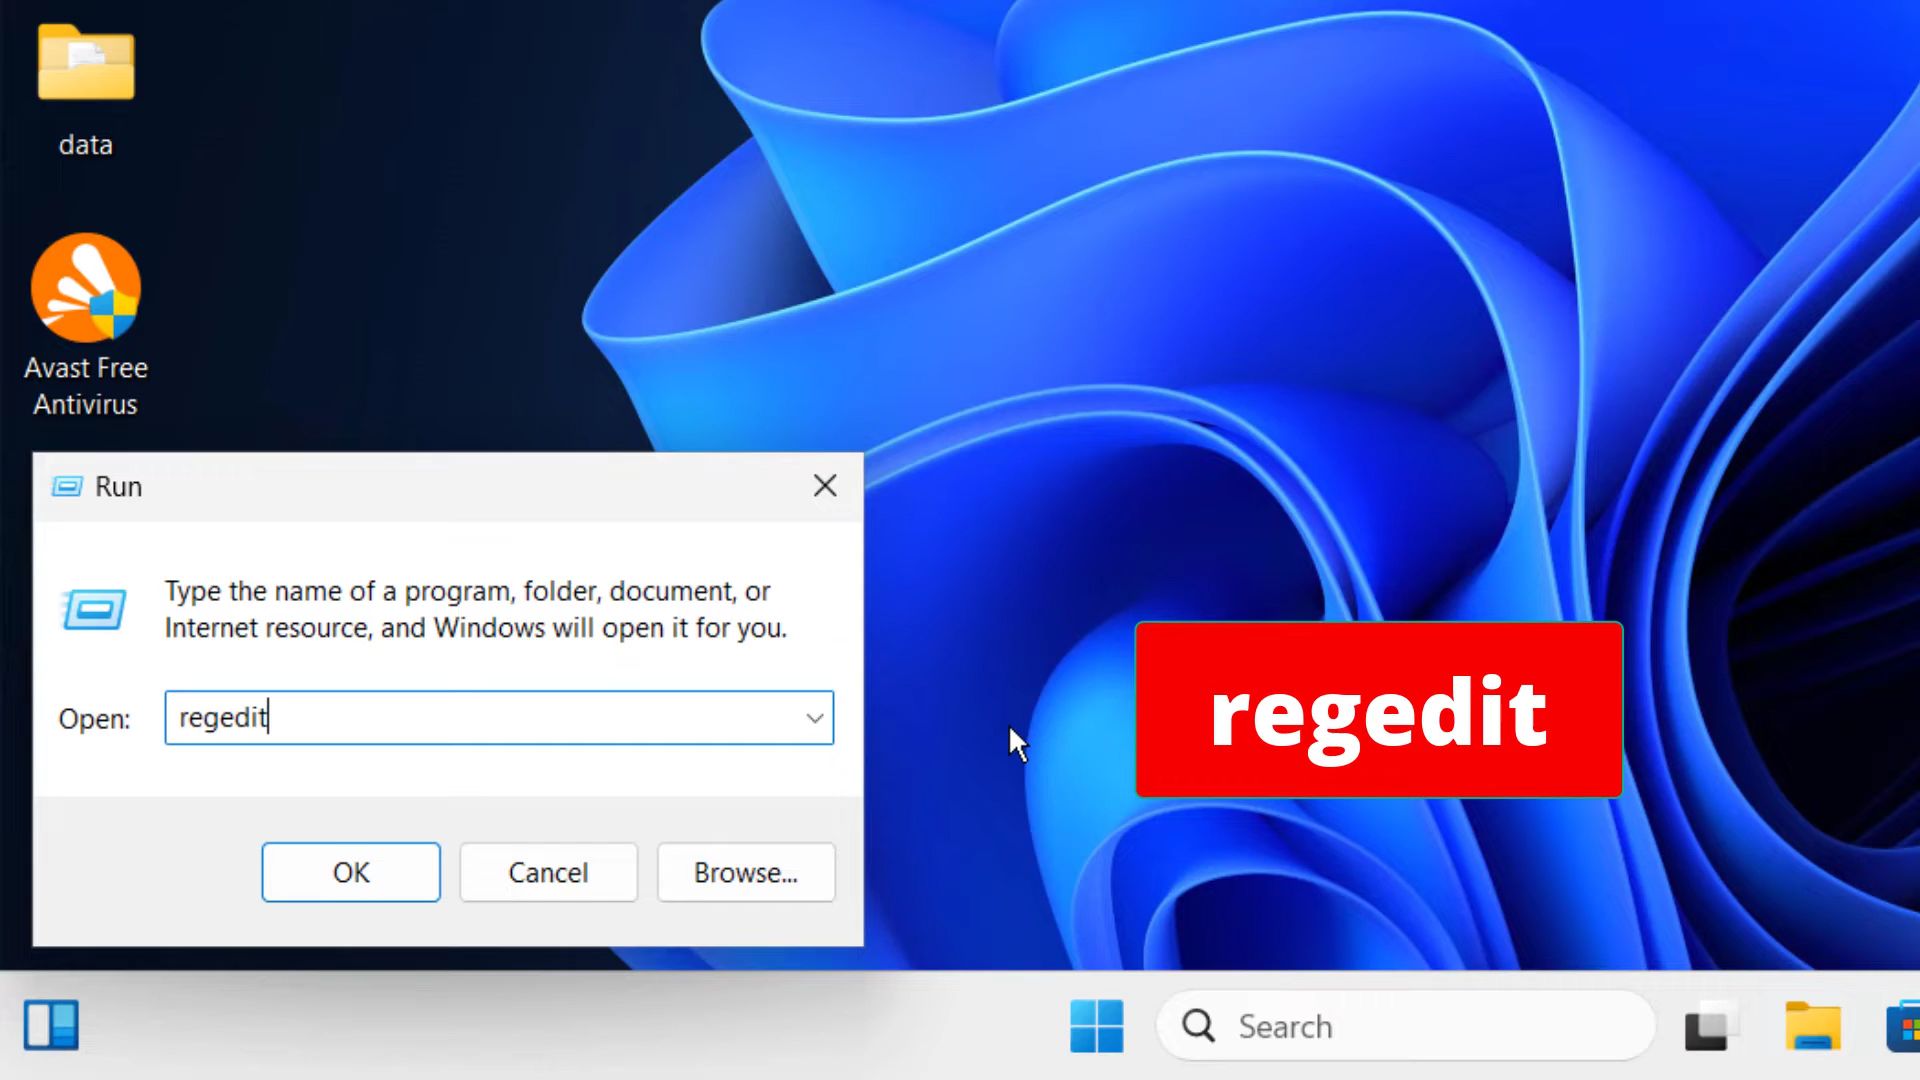 data
Avast Free
Antivirus
Run
Type the name of a program, folder, document, or
Internet resource, and Windows will open it for you.
Open:
regedit
OK
Cancel
Browse...
regedit
Search